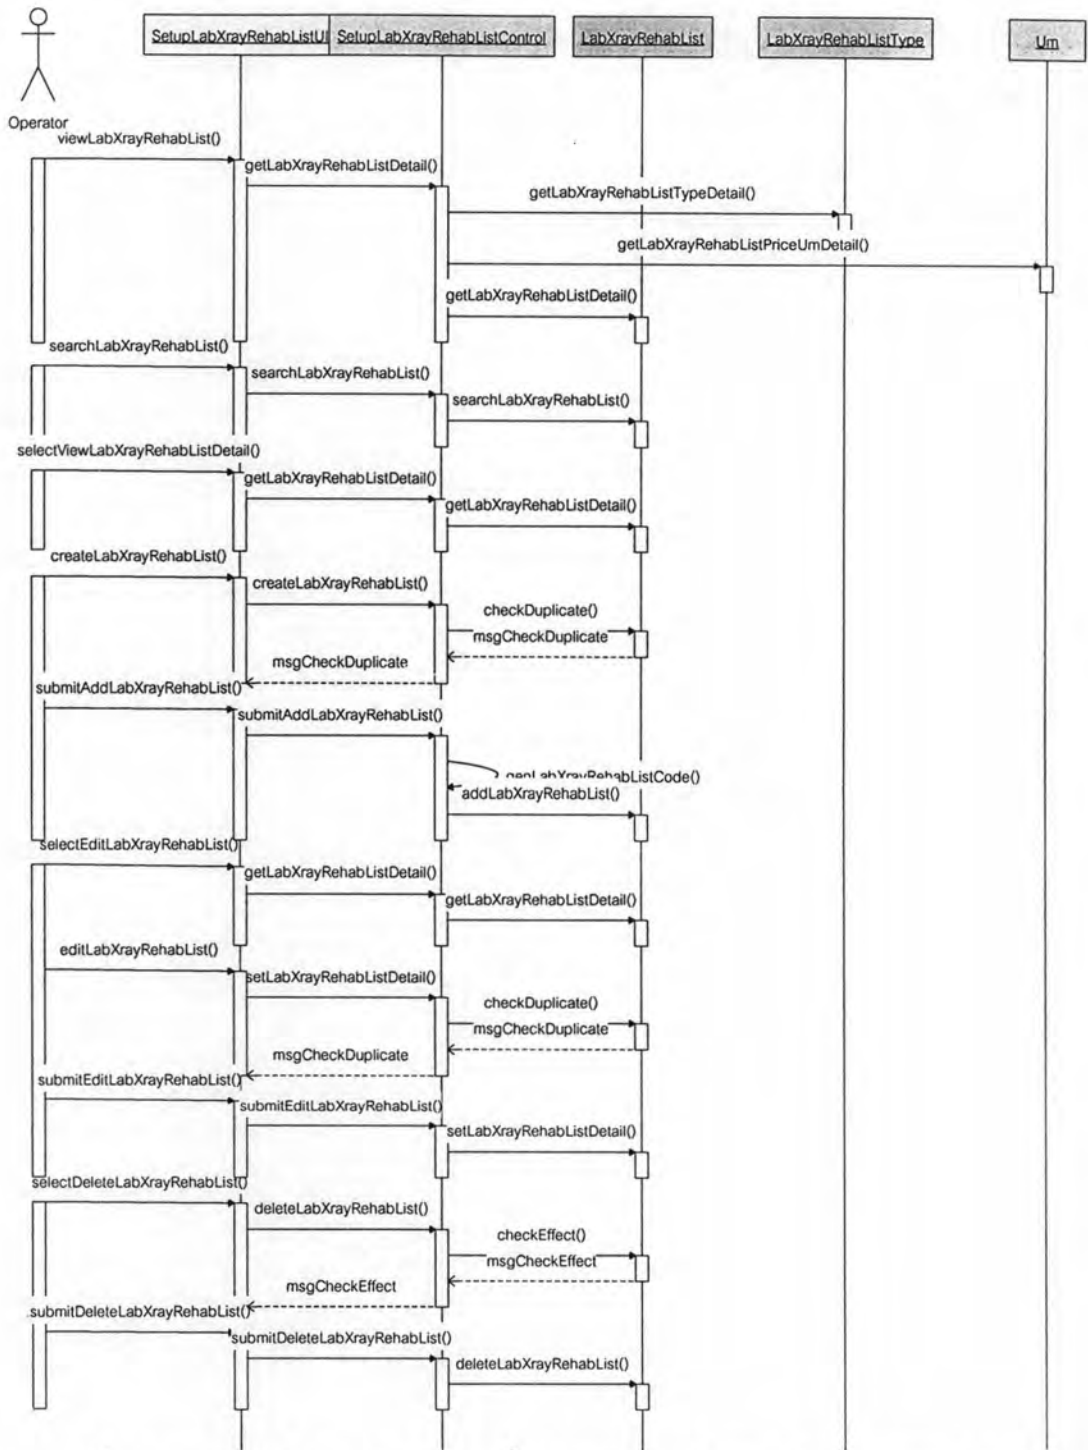 SetupLabXrayRehabListUI SetupLabXrayRehabListControl LabXrayRehabList LabXrayRehabListType Um
Operator
viewLabXrayRehabList()
getLabXrayRehabListDetail()
getLabXrayRehabListTypeDetail()
getLabXrayRehabListPriceUmDetail()
getLabXrayRehabListDetail()
searchLabXrayRehabList()
searchLabXrayRehabList()
searchLabXrayRehabList()
selectViewLabXrayRehabListDetail()
getLabXrayRehabListDetail()
getLabXrayRehabListDetail()
createLabXrayRehabList()
createLabXrayRehabList()
checkDuplicate()
msgCheckDuplicate
msgCheckDuplicate
submitAddLabXrayRehabList()
submitAddLabXrayRehabList()
genLabXrayRehabListCode()
addLabXrayRehabList()
selectEditLabXrayRehabList()
getLabXrayRehabListDetail()
getLabXrayRehabListDetail()
editLabXrayRehabList()
setLabXrayRehabListDetail()
checkDuplicate()
msgCheckDuplicate
msgCheckDuplicate
submitEditLabXrayRehabList()
submitEditLabXrayRehabList()
setLabXrayRehabListDetail()
selectDeleteLabXrayRehabList()
deleteLabXrayRehabList()
checkEffect()
msgCheckEffect
msgCheckEffect
submitDeleteLabXrayRehabList()
submitDeleteLabXrayRehabList()
deleteLabXrayRehabList()